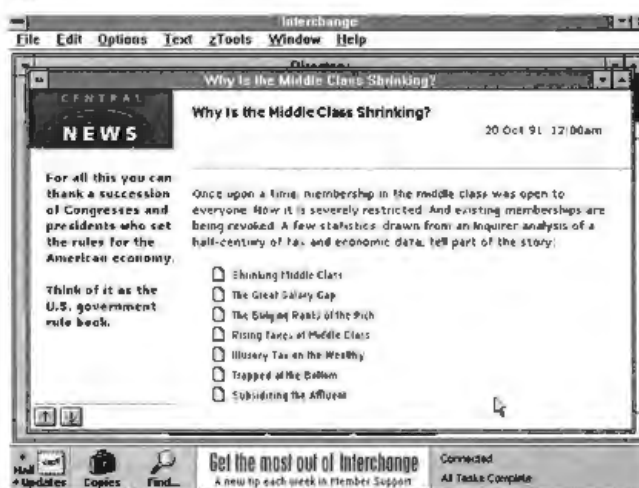 Interchange
File Edit Options Text zTools Window Help
Directory
Why Is the Middle Class Shrinking?
CENTRAL
NEWS
Why Is the Middle Class Shrinking?
20 Oct 91 12:00am
For all this you can
thank a succession
of Congresses and
presidents who set
the rules for the
American economy.
Think of it as the
U.S. government
rule book.
Once upon a time, membership in the middle class was open to
everyone. Now it is severely restricted. And existing memberships are
being revoked. A few statistics, drawn from an Inquirer analysis of a
half-century of tax and economic data, tell part of the story:
Shrinking Middle Class
The Great Salary Gap
The Bulging Ranks of the Rich
Rising Taxes of Middle Class
Illusory Tax on the Wealthy
Trapped at the Bottom
Subsidizing the Affluent
Mail
Updates Copies Find...
Get the most out of Interchange
A new tip each week in Member Support
Connected
All Tasks Complete